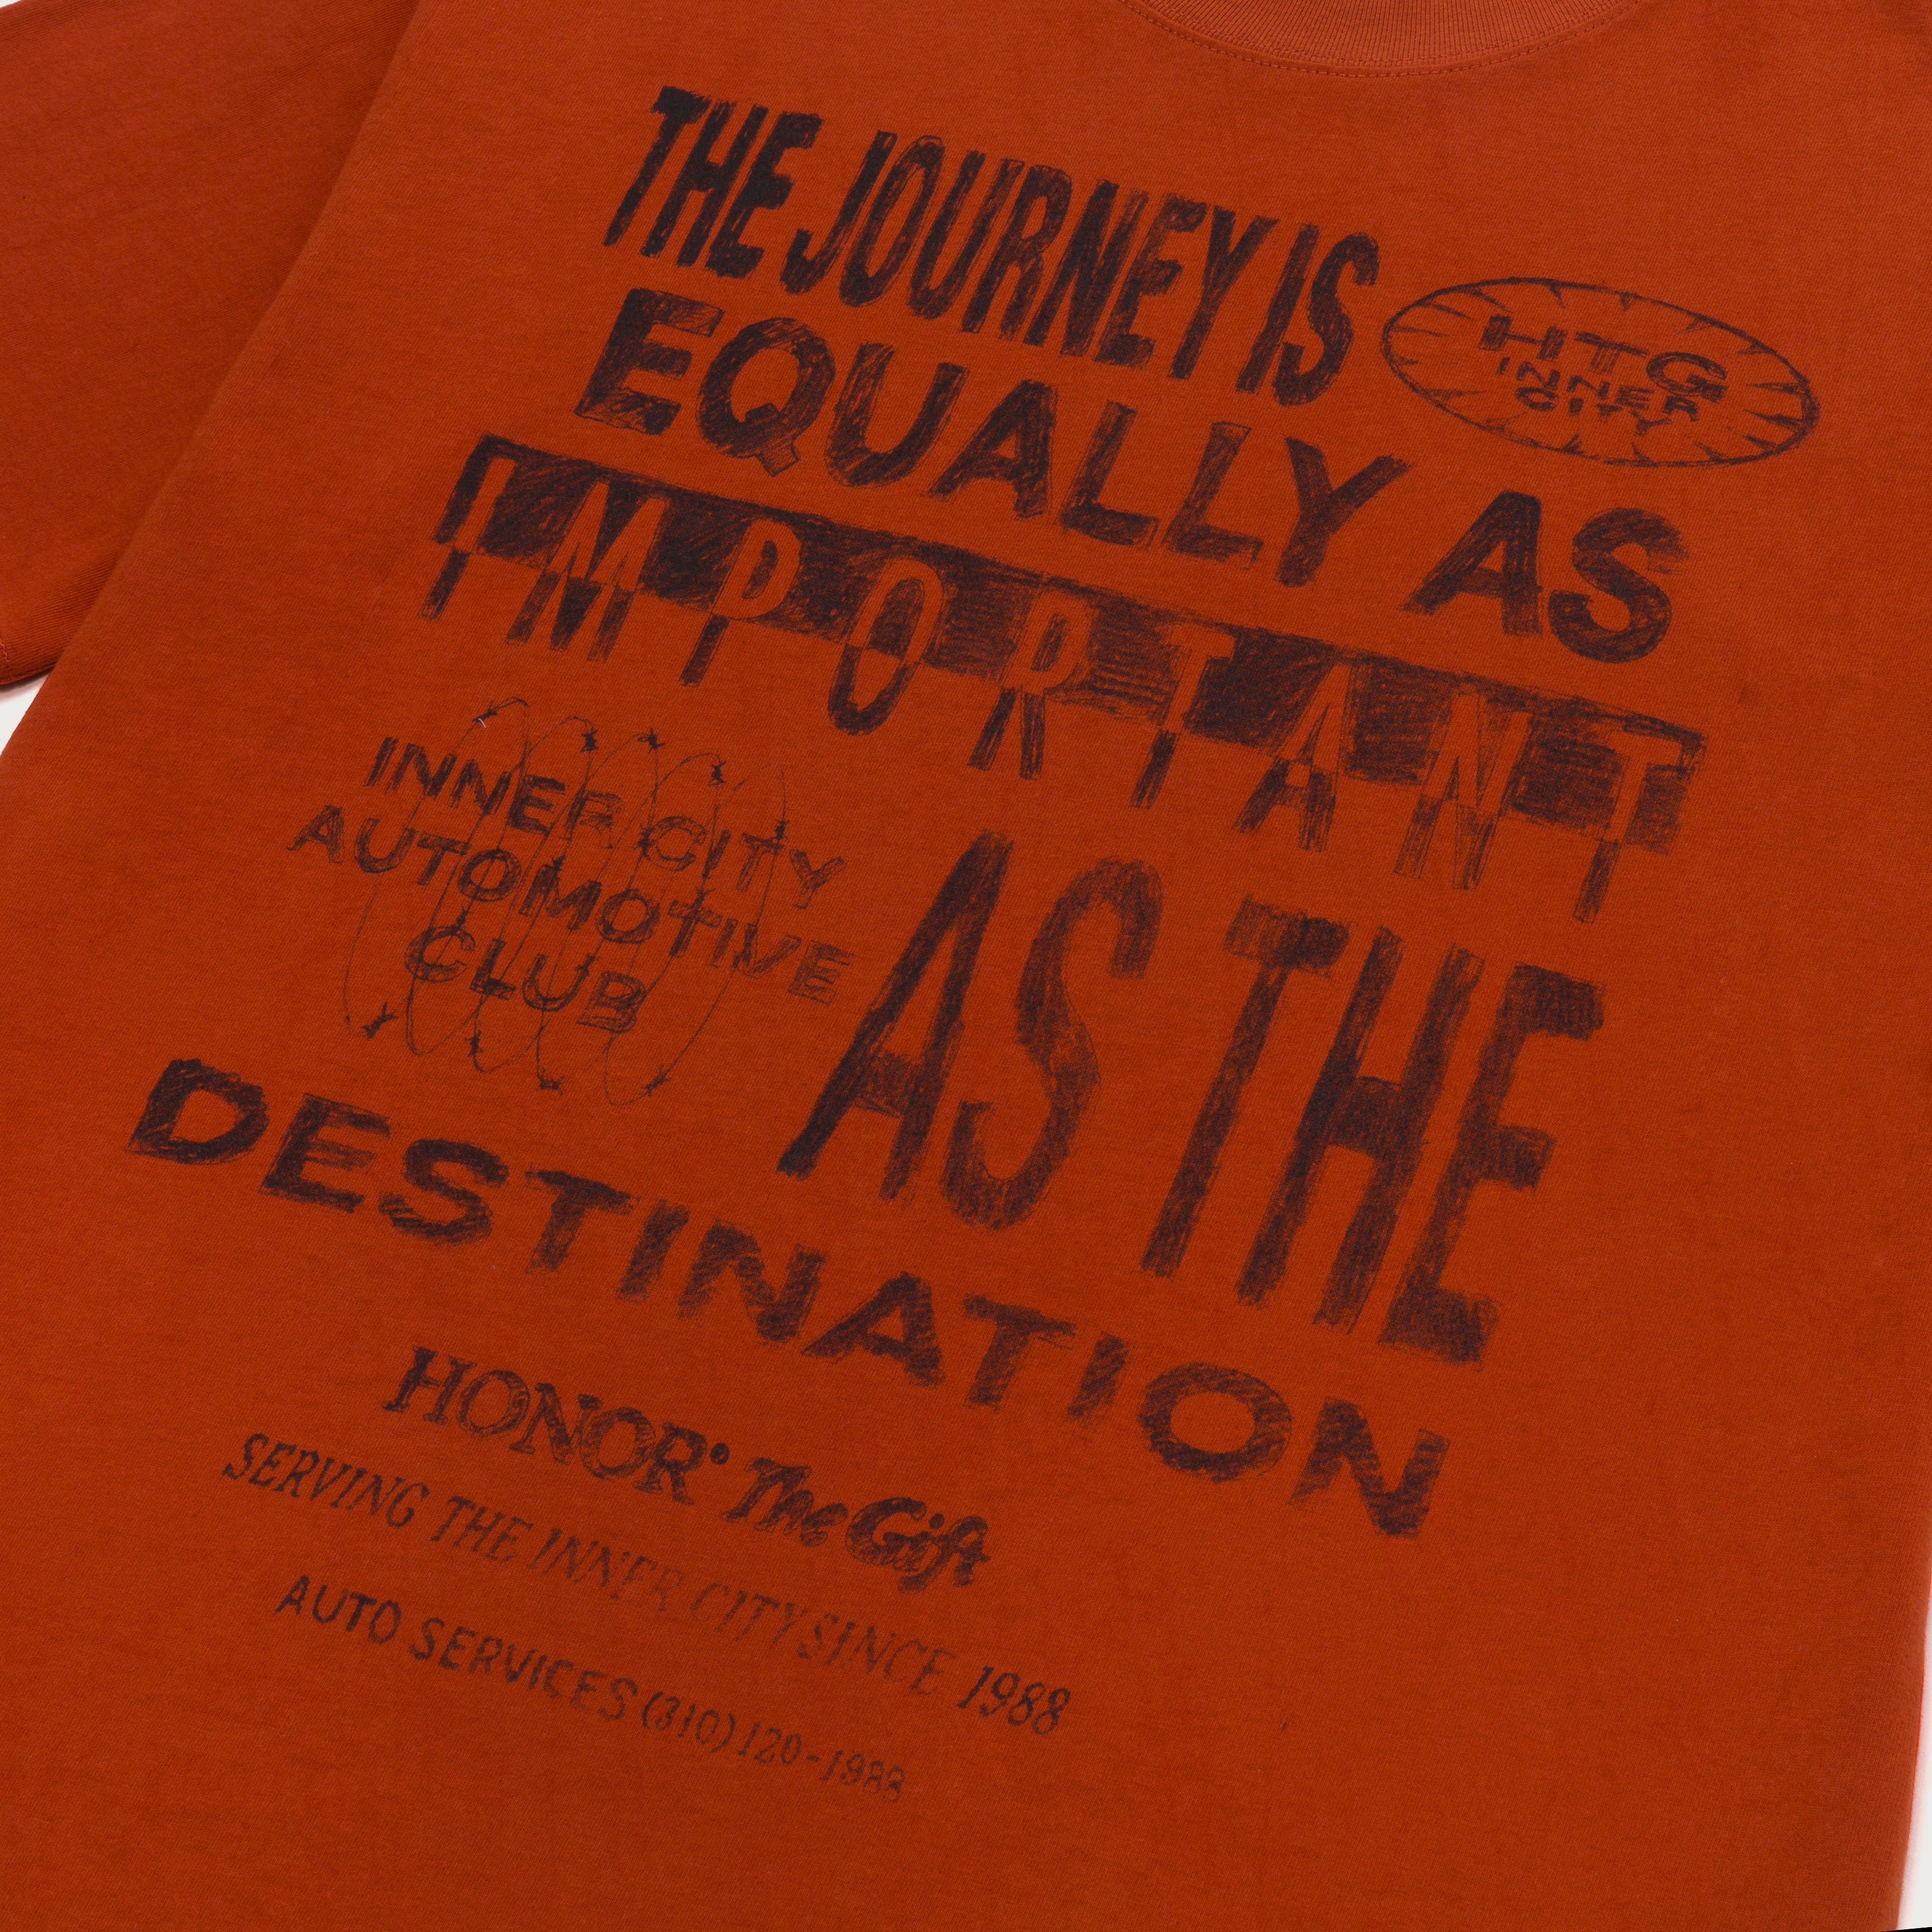 THE JOURNEY IS
HTG
INNER
CITY
EQUALLY AS
IMPORTANT
INNER CITY
AUTOMOTIVE
CLUB
AS THE
DESTINATION
HONOR® The Gift
SERVING THE INNER CITY SINCE 1988
AUTO SERVICES (310) 120-1988